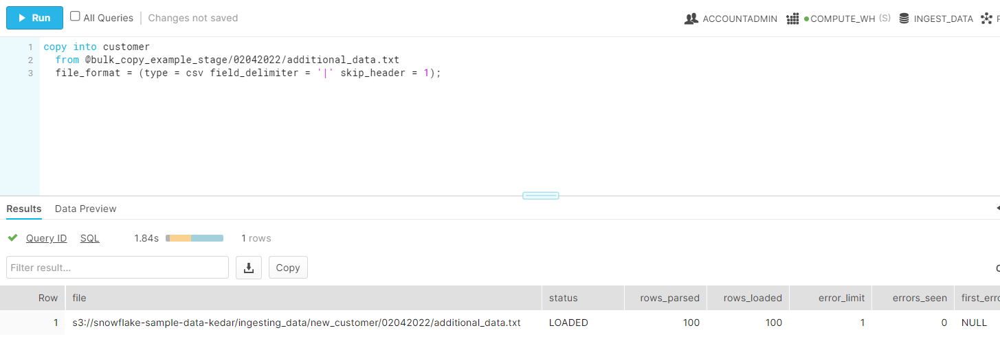 Run All Queries Changes not saved ACCOUNTADMIN COMPUTE_WH (S) INGEST_DATA
1 copy into customer
2 from @bulk_copy_example_stage/02042022/additional_data.txt
3 file_format = (type = csv field_delimiter = '|' skip_header = 1);
Results Data Preview
Query ID SQL 1.84s 1 rows
Filter result... Copy
Row file status rows_parsed rows_loaded error_limit errors_seen
1 s3://snowflake-sample-data-kedar/ingesting_data/new_customer/02042022/additional_data.txt LOADED 100 100 1 0 NULL